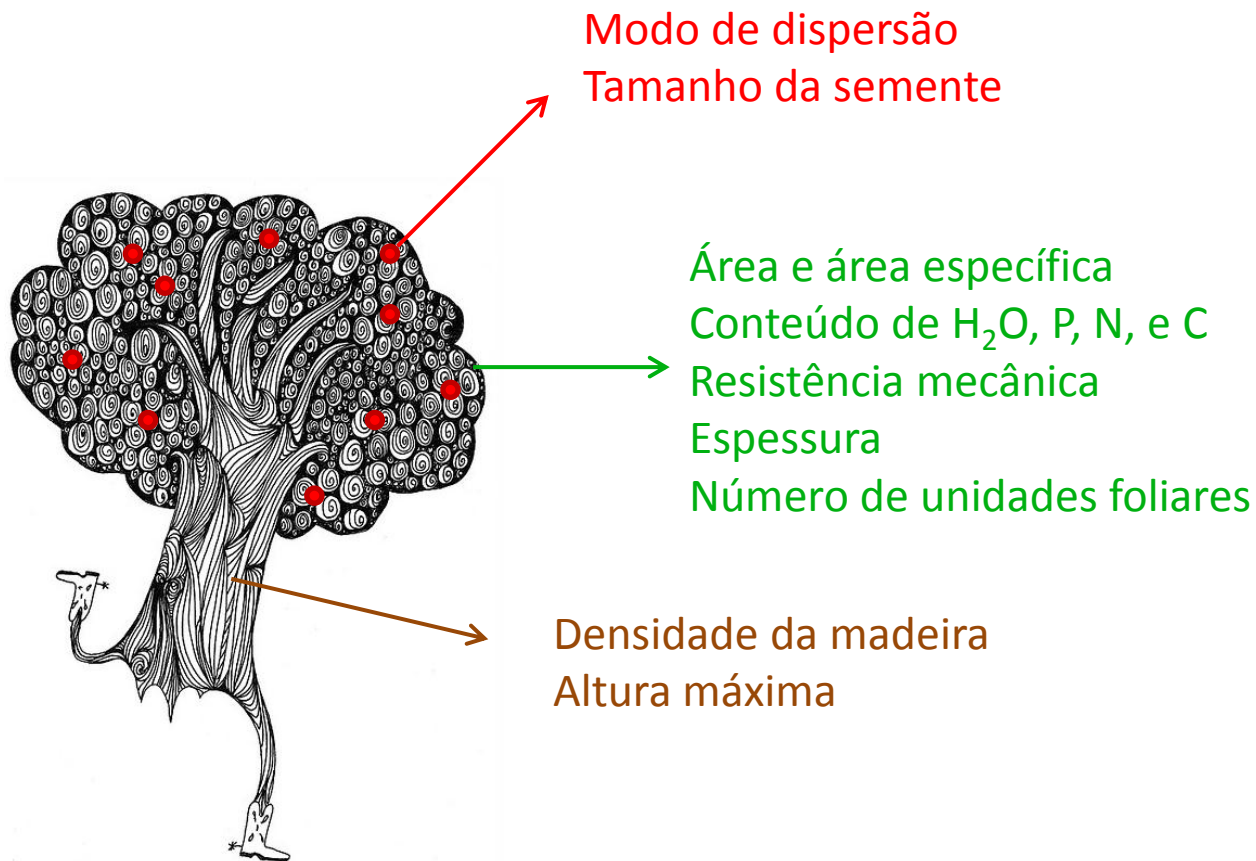 Modo de dispersão
Tamanho da semente
Área e área específica
Conteúdo de H₂O, P, N, e C
Resistência mecânica
Espessura
Número de unidades foliares
Densidade da madeira
Altura máxima